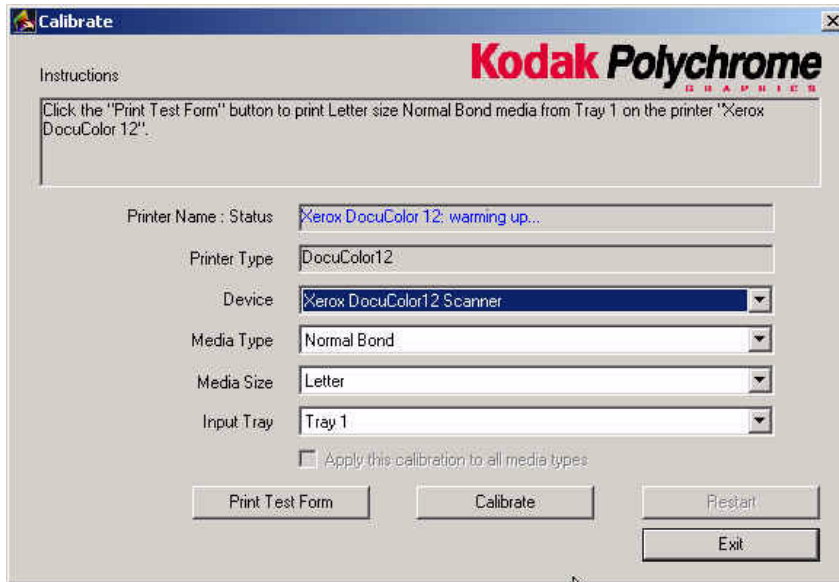 Calibrate
Kodak Polychrome
GRAPHICS
Instructions
Click the "Print Test Form" button to print Letter size Normal Bond media from Tray 1 on the printer "Xerox
DocuColor 12".
Printer Name : Status
Xerox DocuColor 12: warming up...
Printer Type
DocuColor12
Device
Xerox DocuColor12 Scanner
Media Type
Normal Bond
Media Size
Letter
Input Tray
Tray 1
Apply this calibration to all media types
Print Test Form
Calibrate
Restart
Exit